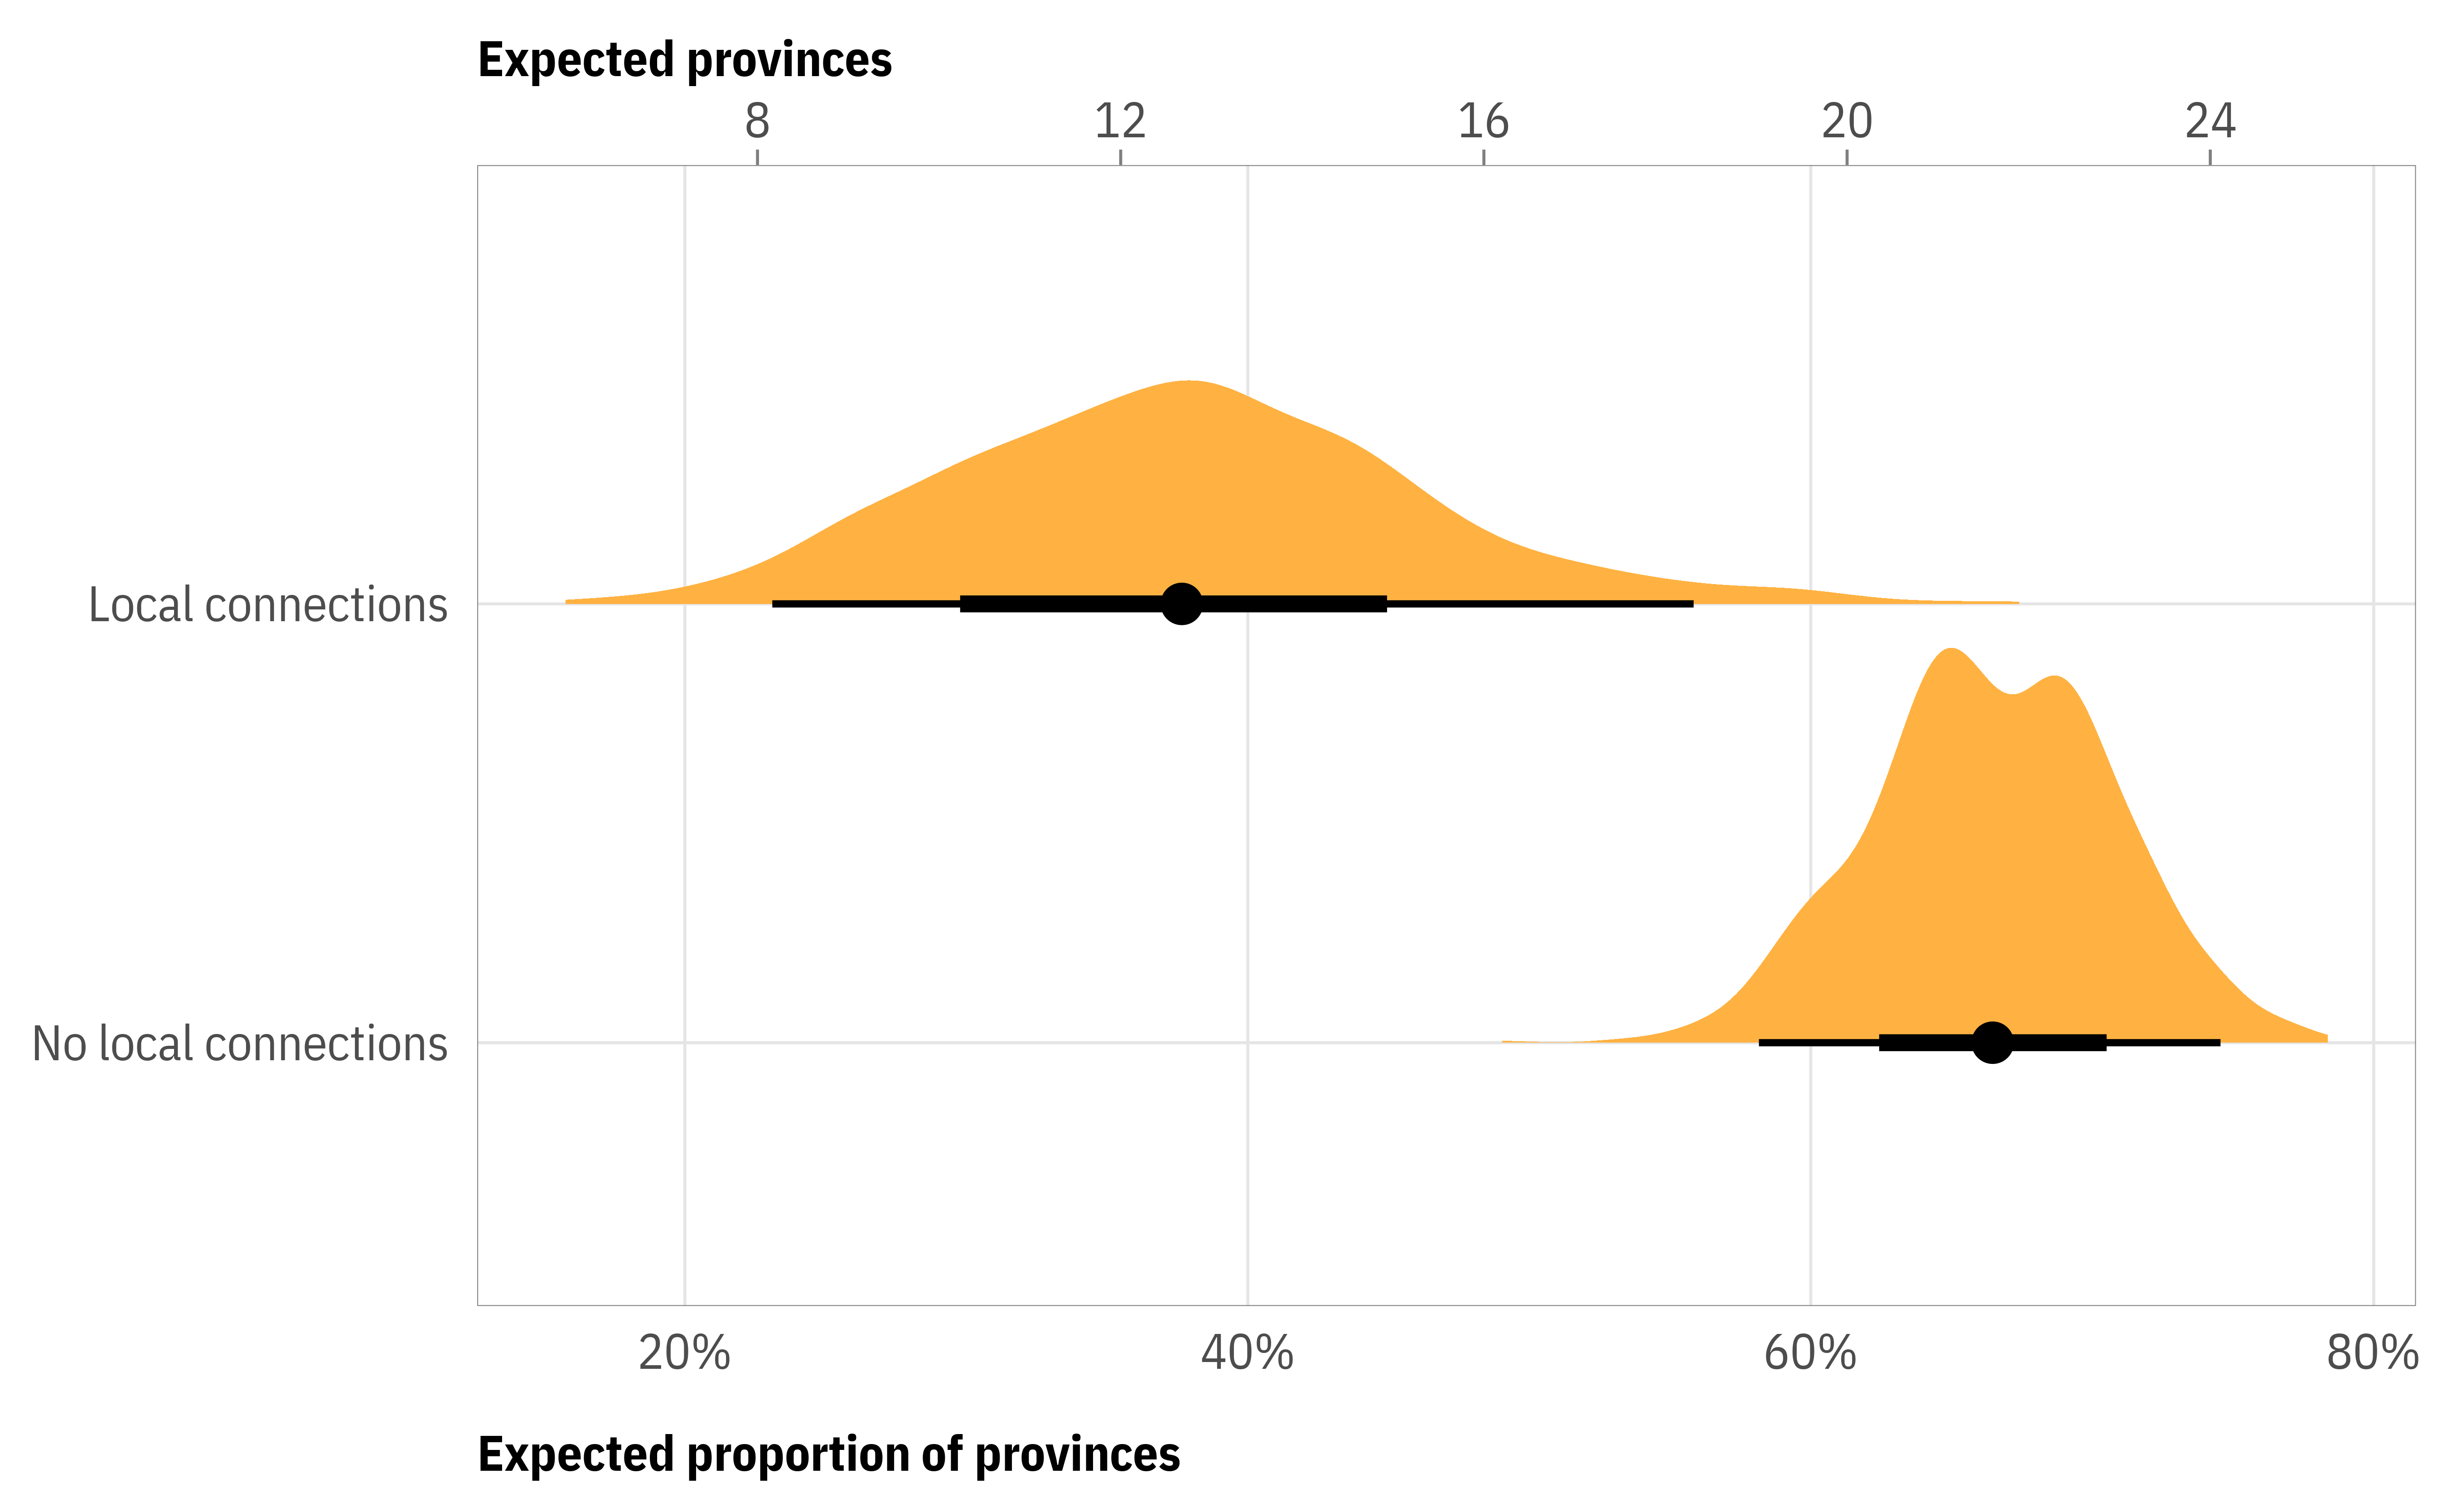 Expected provinces
8 12 16 20 24
Local connections
No local connections
20% 40% 60% 80%
Expected proportion of provinces